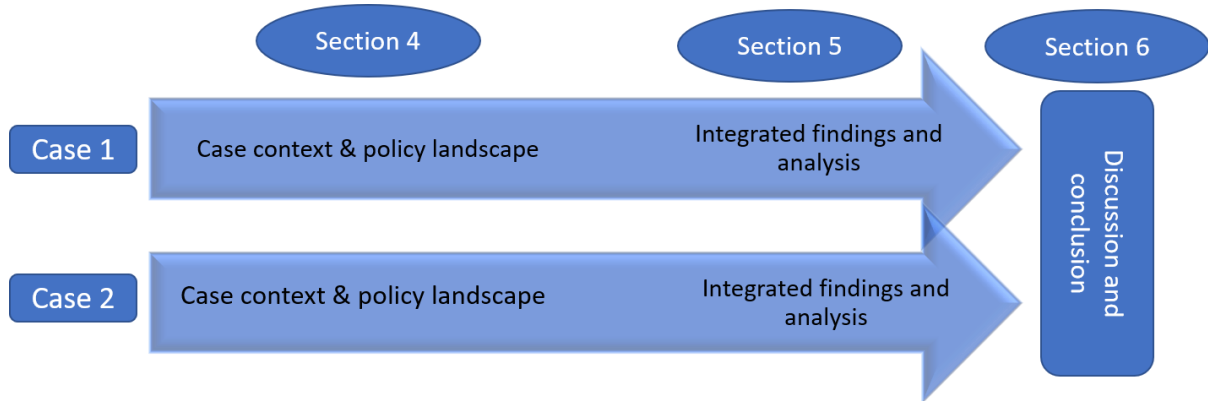 Section 4
Section 5
Section 6
Case 1
Case context & policy landscape
Integrated findings and
analysis
Discussion and
conclusion
Case 2
Case context & policy landscape
Integrated findings and
analysis